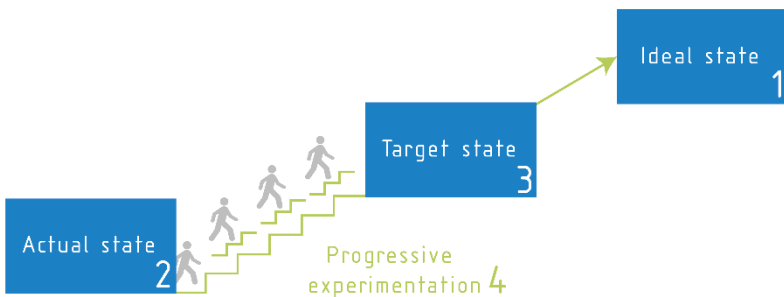 Ideal state
1
Target state
3
Actual state
2
Progressive
experimentation 4